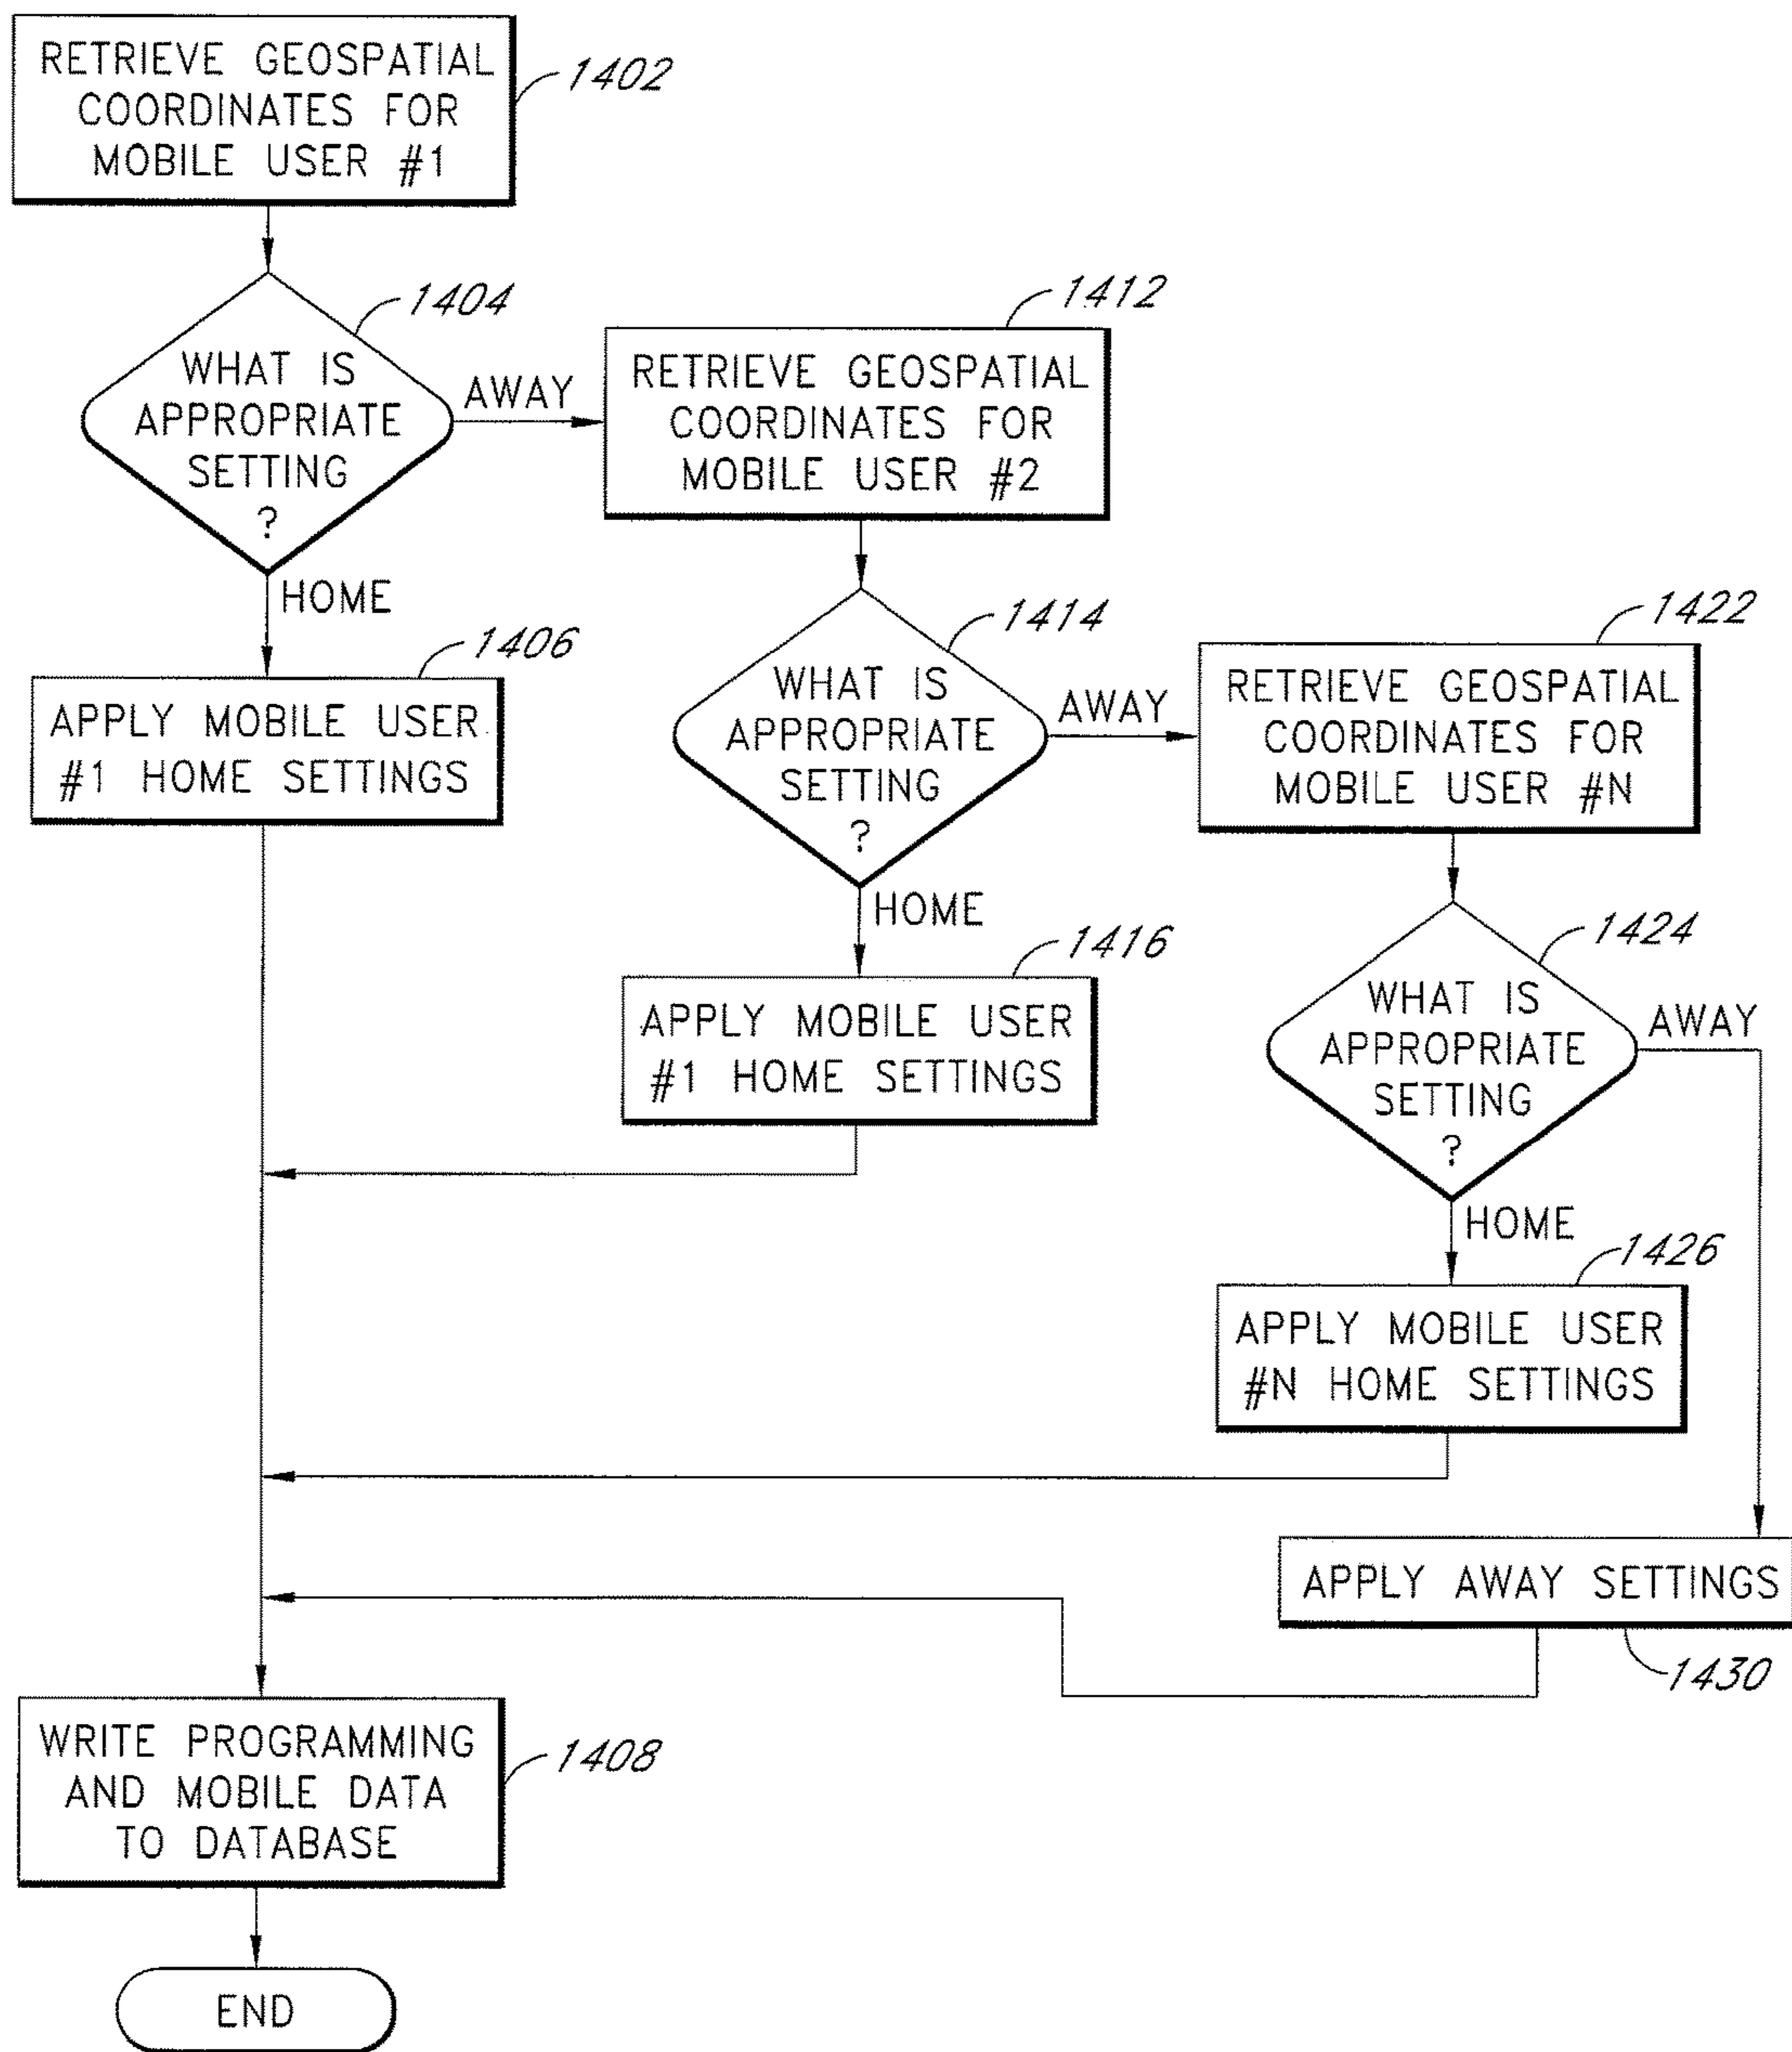 RETRIEVE GEOSPATIAL
COORDINATES FOR
MOBILE USER #1
1402
WHAT IS
APPROPRIATE
SETTING
?
1404
AWAY
HOME
RETRIEVE GEOSPATIAL
COORDINATES FOR
MOBILE USER #2
1412
APPLY MOBILE USER
#1 HOME SETTINGS
1406
WHAT IS
APPROPRIATE
SETTING
?
1414
AWAY
HOME
RETRIEVE GEOSPATIAL
COORDINATES FOR
MOBILE USER #N
1422
APPLY MOBILE USER
#1 HOME SETTINGS
1416
WHAT IS
APPROPRIATE
SETTING
?
1424
AWAY
HOME
APPLY MOBILE USER
#N HOME SETTINGS
1426
APPLY AWAY SETTINGS
1430
WRITE PROGRAMMING
AND MOBILE DATA
TO DATABASE
1408
END